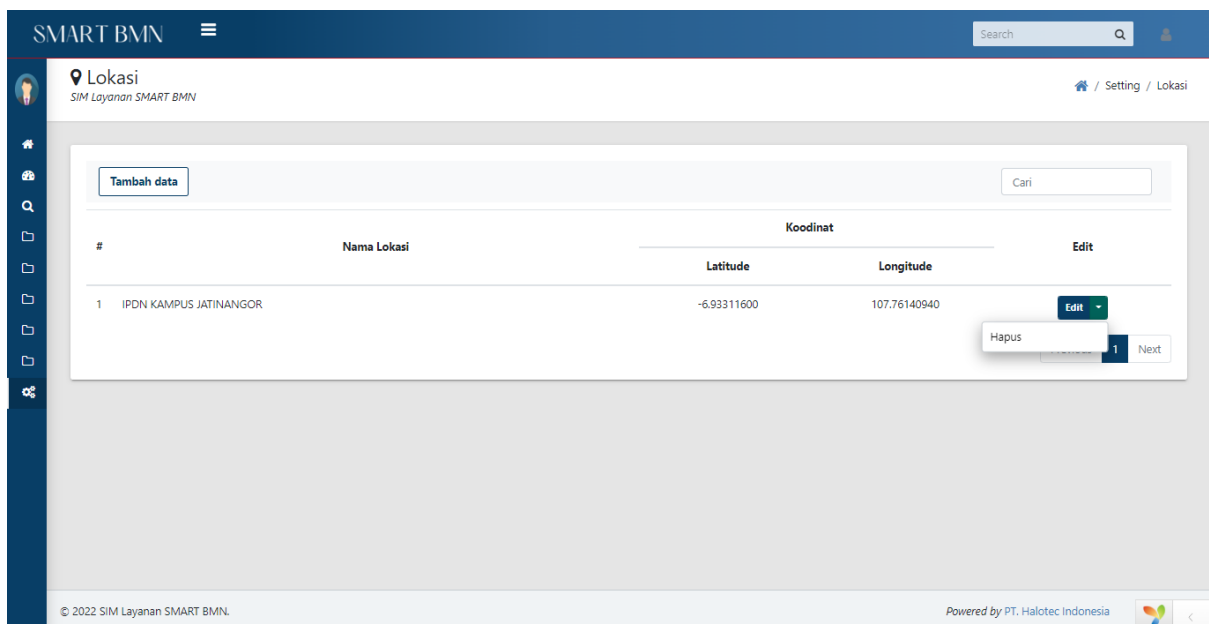 SMART BMN
Search
Lokasi
SIM Layanan SMART BMN
/ Setting / Lokasi
Tambah data
Cari
# Nama Lokasi Koodinat Edit
Latitude Longitude
1 IPDN KAMPUS JATINANGOR -6.93311600 107.76140940 Edit
Hapus
1 Next
© 2022 SIM Layanan SMART BMN.
Powered by PT. Halotec Indonesia